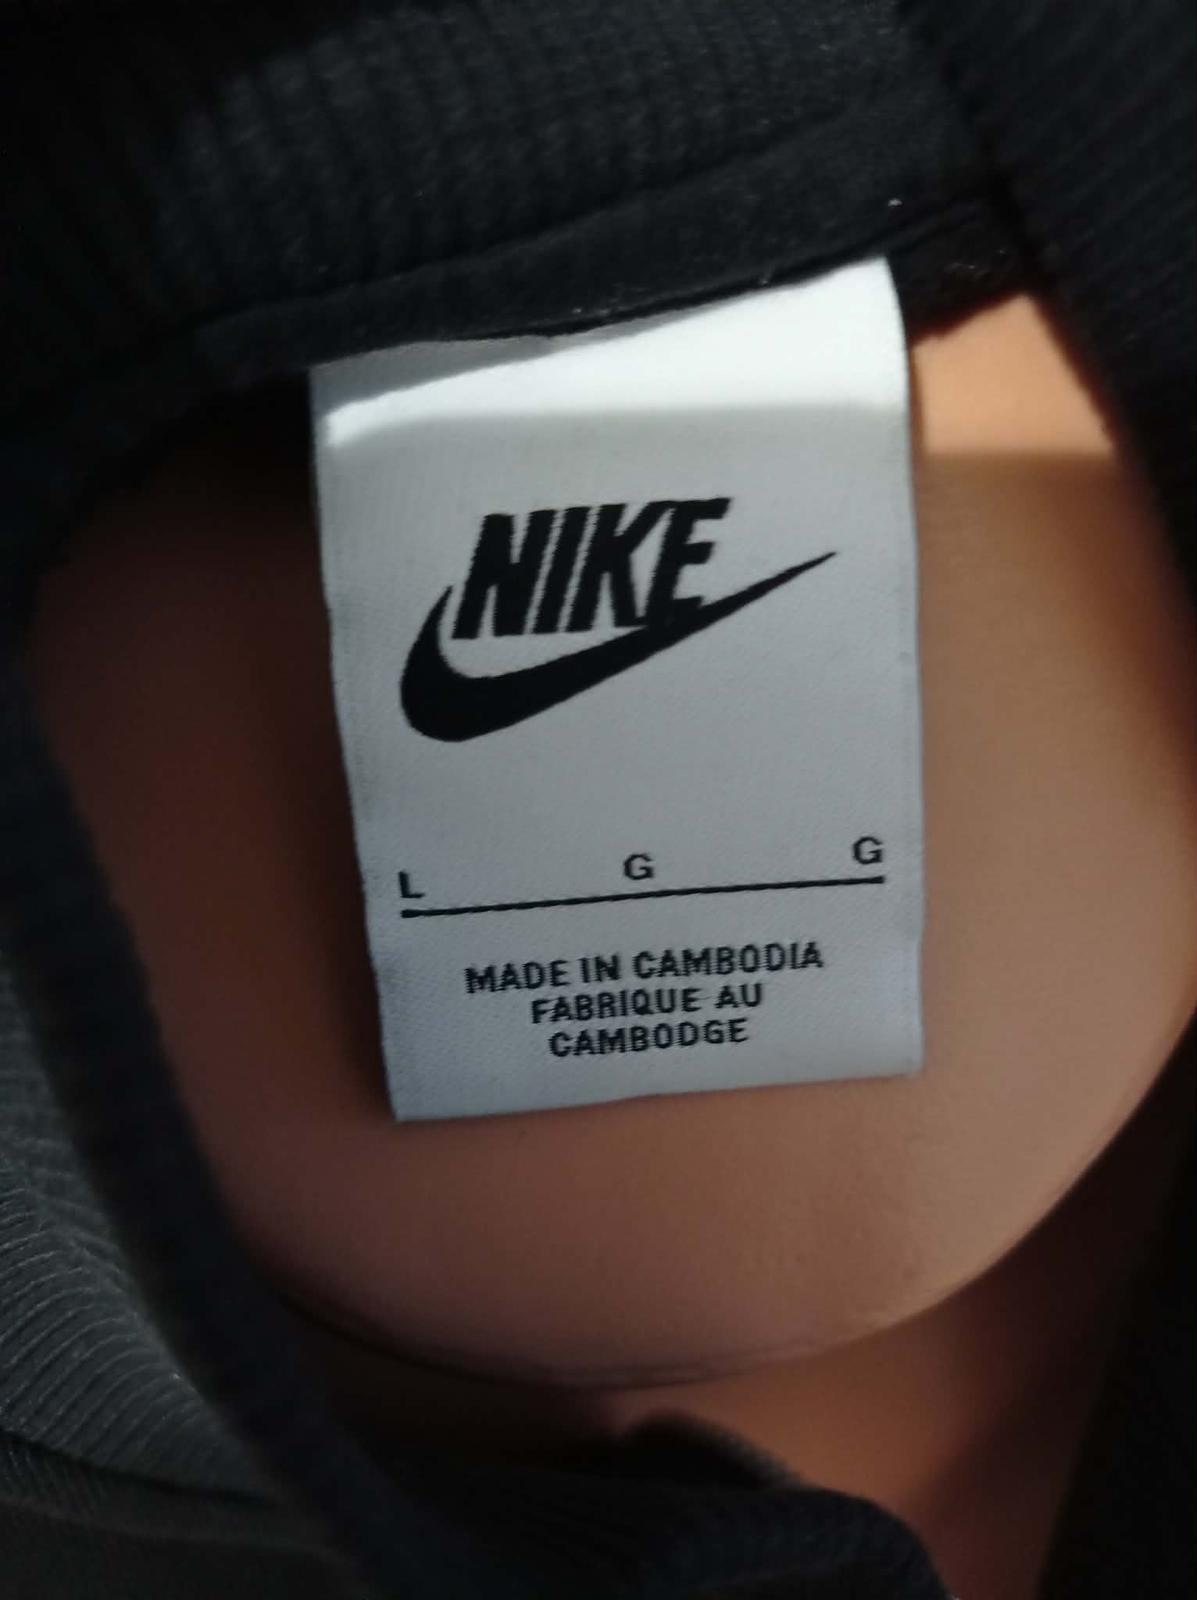 NIKE
L G G
MADE IN CAMBODIA
FABRIQUE AU
CAMBODGE